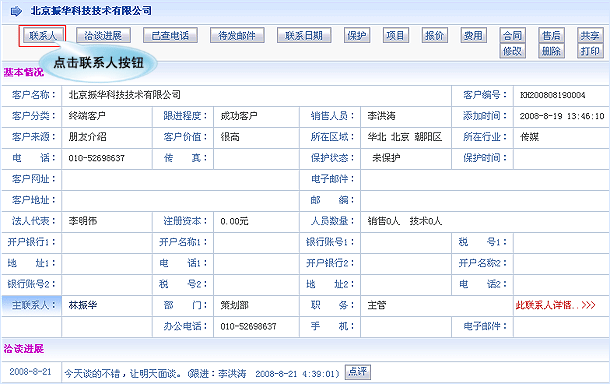 北京振华科技技术有限公司
联系人 洽谈进展 已查电话 待发邮件 联系日期 保护 项目 报价 费用 合同 售后 共享
修改 删除 打印
点击联系人按钮
基本情况
客户名称： 北京振华科技技术有限公司 客户编号： KH200808190004
客户分类： 终端客户 跟进程度： 成功客户 销售人员： 李洪涛 添加时间： 2008-8-19 13:46:10
客户来源： 朋友介绍 客户价值： 很高 所在区域： 华北 北京 朝阳区 所在行业： 传媒
电 话： 010-52698637 传 真： 保护状态： 未保护 保护时间：
客户网址： 电子邮件：
客户地址： 邮 编：
法人代表： 李明伟 注册资本： 0.00元 人员数量： 销售0人 技术0人
开户银行1： 开户名称1： 银行账号1： 税 号1：
地 址1： 电 话1： 开户银行2： 开户名称2：
银行账号2： 税 号2： 地 址2： 电 话2：
主联系人： 林振华 部 门： 策划部 职 务： 主管 此联系人详情..>>>
办公电话： 010-52698637 手 机： 电子邮件：
洽谈进展
2008-8-21 今天谈的不错，让明天面谈。(跟进：李洪涛 2008-8-21 4:39:01) 点评